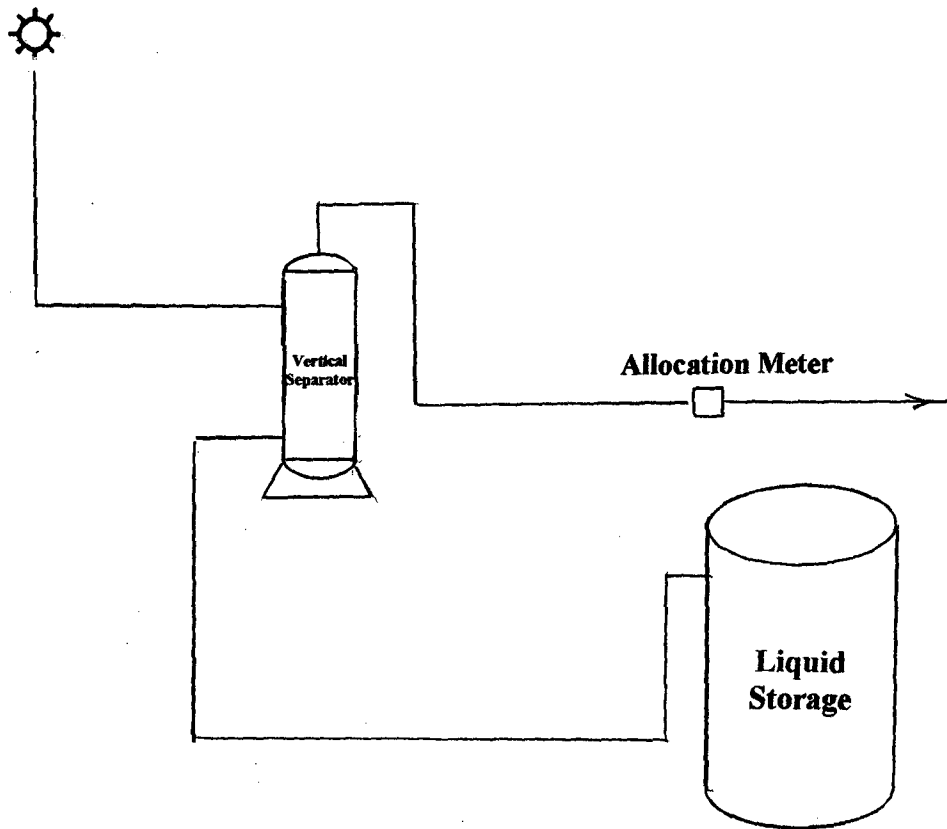 Vertical
Separator
Allocation Meter
Liquid
Storage